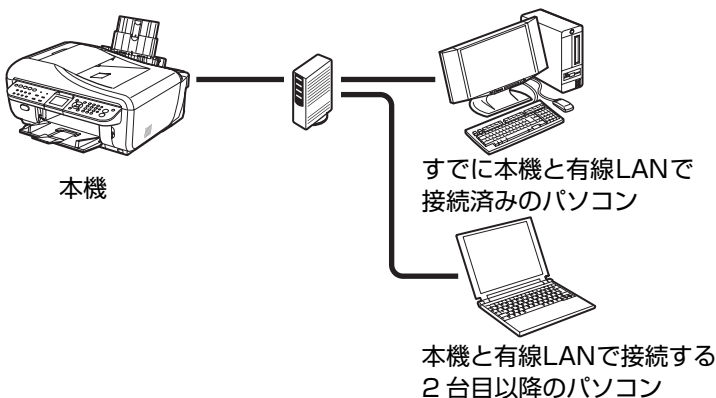 すでに本機と有線LANで
接続済みのパソコン
本機
本機と有線LANで接続する
2 台目以降のパソコン